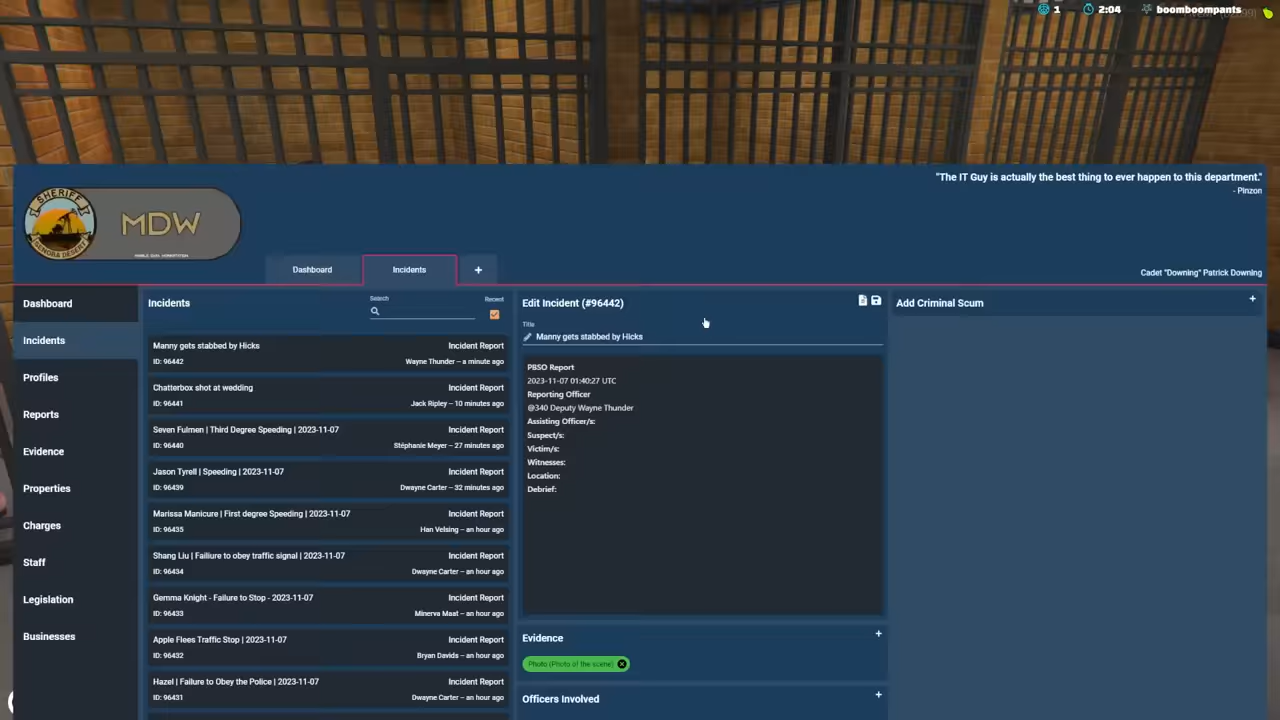 1
2:04
boomboompants
"The IT Guy is actually the best thing to ever happen to this department."
- Pinzon
SHERIFF
SENORA DESERT
MDW
MOBILE DATA WORKSTATION
Dashboard
Incidents
+
Cadet "Downing" Patrick Downing
Dashboard
Incidents
Profiles
Reports
Evidence
Properties
Charges
Staff
Legislation
Businesses
Incidents
Search
Recent
Manny gets stabbed by Hicks
Incident Report
ID: 96442
Wayne Thunder – a minute ago
Chatterbox shot at wedding
Incident Report
ID: 96441
Jack Ripley – 10 minutes ago
Seven Fulmen | Third Degree Speeding | 2023-11-07
Incident Report
ID: 96440
Stéphanie Meyer – 27 minutes ago
Jason Tyrell | Speeding | 2023-11-07
Incident Report
ID: 96439
Dwayne Carter – 32 minutes ago
Marissa Manicure | First degree Speeding | 2023-11-07
Incident Report
ID: 96435
Han Velsing – an hour ago
Shang Liu | Failiure to obey traffic signal | 2023-11-07
Incident Report
ID: 96434
Dwayne Carter – an hour ago
Gemma Knight - Failure to Stop - 2023-11-07
Incident Report
ID: 96433
Minerva Maat – an hour ago
Apple Flees Traffic Stop | 2023-11-07
Incident Report
ID: 96432
Bryan Davids – an hour ago
Hazel | Failure to Obey the Police | 2023-11-07
Incident Report
ID: 96431
Dwayne Carter – an hour ago
Edit Incident (#96442)
Title
Manny gets stabbed by Hicks
PBSO Report
2023-11-07 01:40:27 UTC
Reporting Officer
@340 Deputy Wayne Thunder
Assisting Officer/s:
Suspect/s:
Victim/s:
Witnesses:
Location:
Debrief:
Evidence
+
Photo (Photo of the scene)
Officers Involved
+
Add Criminal Scum
+